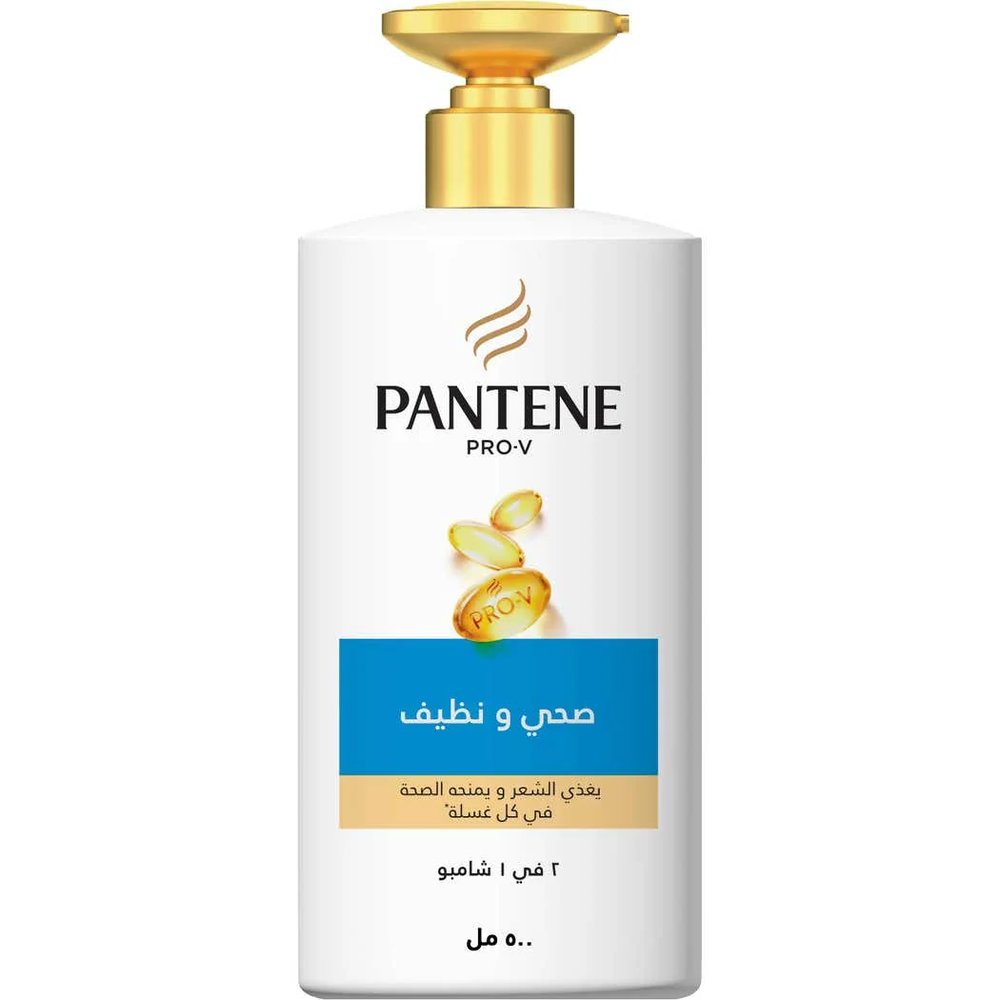 PANTENE
PRO-V
PRO-V
صحي و نظيف
يغذي الشعر و يمنحه الصحة
في كل غسلة*
٢ في ١ شامبو
٥٠٠ مل